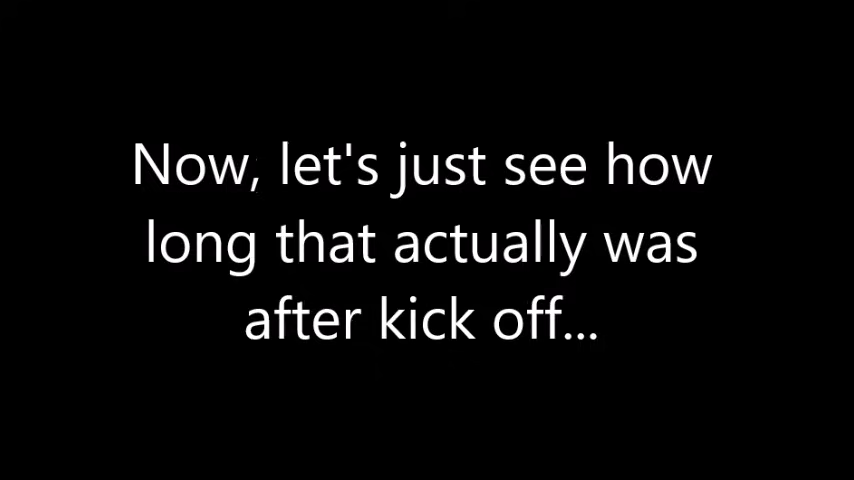 Now, let's just see how
long that actually was
after kick off...